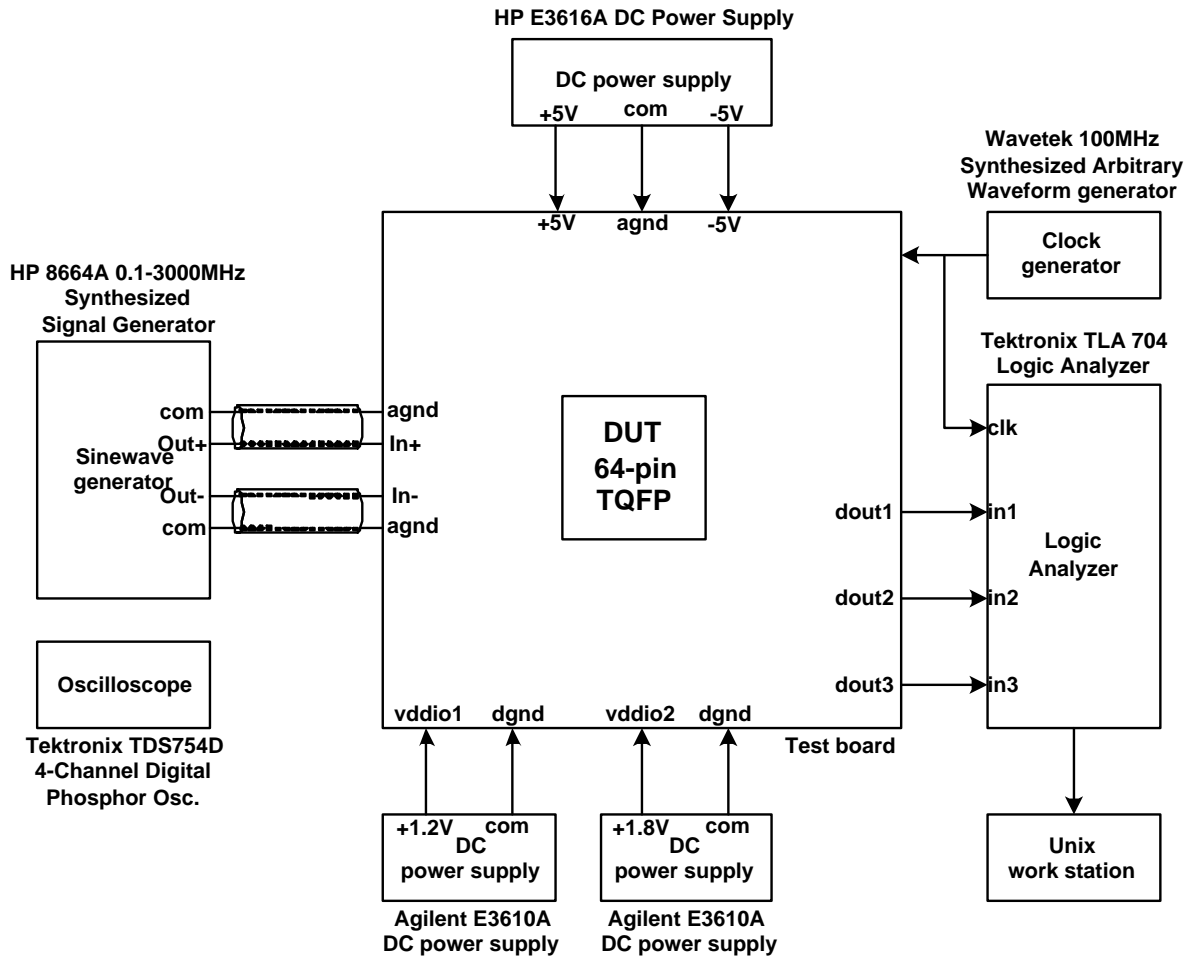 HP E3616A DC Power Supply
DC power supply
+5V com -5V
+5V agnd -5V
Wavetek 100MHz
Synthesized Arbitrary
Waveform generator
Clock
generator
HP 8664A 0.1-3000MHz
Synthesized
Signal Generator
com
Out+
Sinewave
generator
Out-
com
agnd
In+
In-
agnd
DUT
64-pin
TQFP
Tektronix TLA 704
Logic Analyzer
clk
dout1
in1
Logic
Analyzer
dout2
in2
dout3
in3
Oscilloscope
Tektronix TDS754D
4-Channel Digital
Phosphor Osc.
vddio1 dgnd vddio2 dgnd
Test board
+1.2V com
DC
power supply
Agilent E3610A
DC power supply
+1.8V com
DC
power supply
Agilent E3610A
DC power supply
Unix
work station